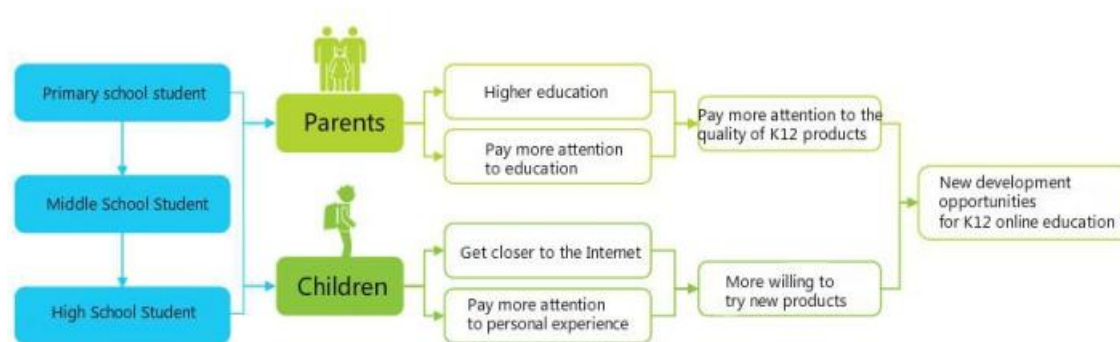 Primary school student
Middle School Student
High School Student
Parents
Children
Higher education
Pay more attention
to education
Get closer to the Internet
Pay more attention
to personal experience
Pay more attention to the
quality of K12 products
More willing to
try new products
New development
opportunities
for K12 online education